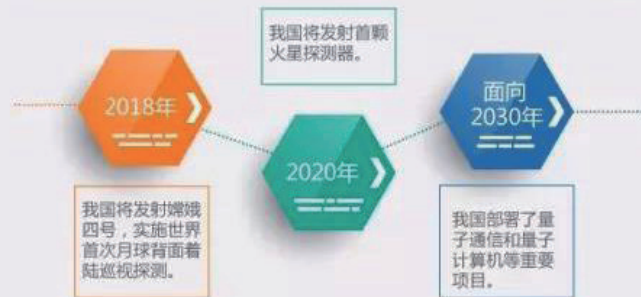 2018年
我国将发射嫦娥
四号，实施世界
首次月球背面着
陆巡视探测。
我国将发射首颗
火星探测器。
2020年
面向
2030年
我国部署了量
子通信和量子
计算机等重要
项目。